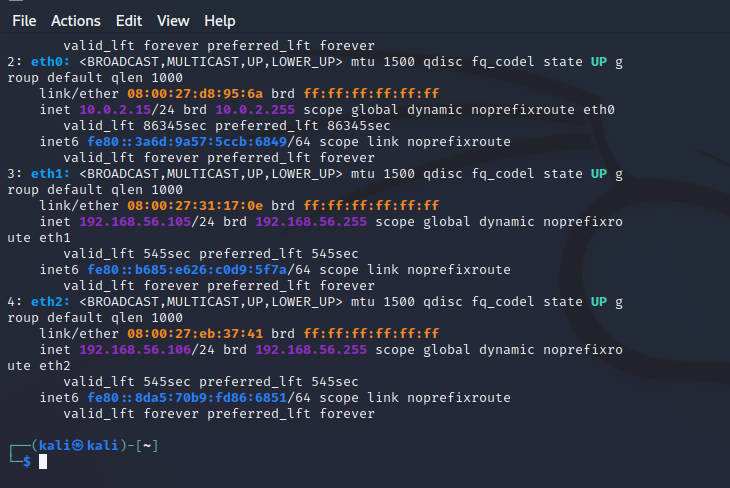 File Actions Edit View Help
valid_lft forever preferred_lft forever
2: eth0: <BROADCAST,MULTICAST,UP,LOWER_UP> mtu 1500 qdisc fq_codel state UP g
roup default qlen 1000
link/ether 08:00:27:d8:95:6a brd ff:ff:ff:ff:ff:ff
inet 10.0.2.15/24 brd 10.0.2.255 scope global dynamic noprefixroute eth0
valid_lft 86345sec preferred_lft 86345sec
inet6 fe80::3a6d:9a57:5ccb:6849/64 scope link noprefixroute
valid_lft forever preferred_lft forever
3: eth1: <BROADCAST,MULTICAST,UP,LOWER_UP> mtu 1500 qdisc fq_codel state UP g
roup default qlen 1000
link/ether 08:00:27:31:17:0e brd ff:ff:ff:ff:ff:ff
inet 192.168.56.105/24 brd 192.168.56.255 scope global dynamic noprefixro
ute eth1
valid_lft 545sec preferred_lft 545sec
inet6 fe80::b685:e626:c0d9:5f7a/64 scope link noprefixroute
valid_lft forever preferred_lft forever
4: eth2: <BROADCAST,MULTICAST,UP,LOWER_UP> mtu 1500 qdisc fq_codel state UP g
roup default qlen 1000
link/ether 08:00:27:eb:37:41 brd ff:ff:ff:ff:ff:ff
inet 192.168.56.106/24 brd 192.168.56.255 scope global dynamic noprefixro
ute eth2
valid_lft 545sec preferred_lft 545sec
inet6 fe80::8da5:70b9:fd86:6851/64 scope link noprefixroute
valid_lft forever preferred_lft forever
┌──(kali㉿kali)-[~]
└─$